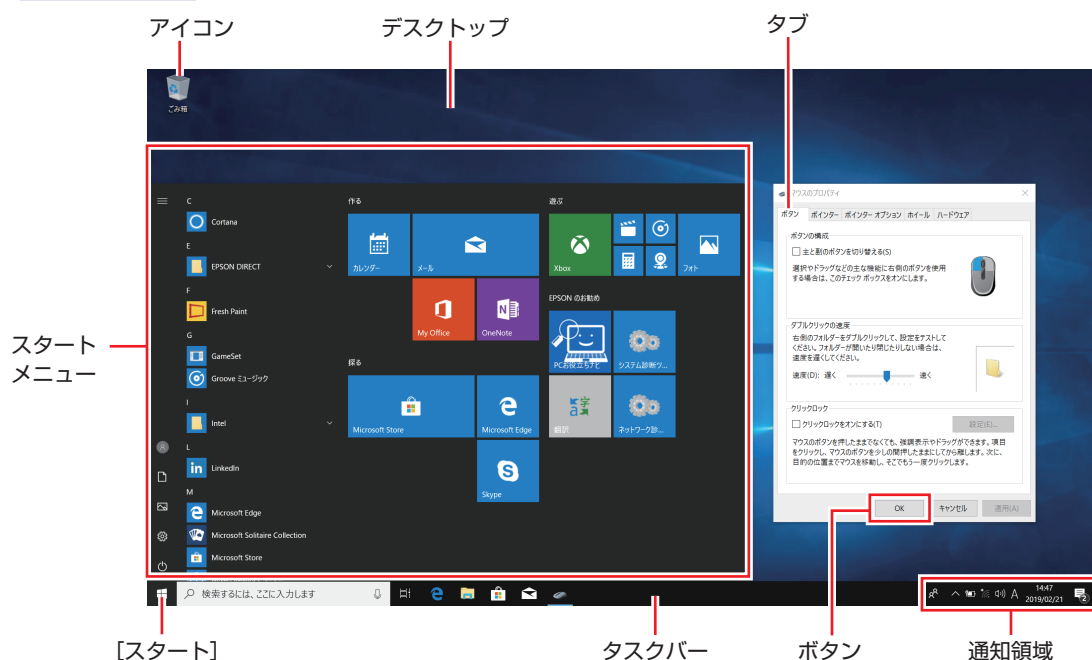 アイコン
デスクトップ
タブ
ごみ箱
C
Cortana
E
EPSON DIRECT
F
Fresh Paint
G
GameSet
Groove ミュージック
I
Intel
L
LinkedIn
M
Microsoft Edge
Microsoft Solitaire Collection
Microsoft Store
作る
カレンダー
メール
My Office
OneNote
探る
Microsoft Store
Microsoft Edge
Skype
遊ぶ
Xbox
フォト
EPSON のお勧め
PCお役立ちナビ
システム診断ツ...
翻訳
ネットワーク診...
マウスのプロパティ
ボタン ポインター ポインター オプション ホイール ハードウェア
ボタンの構成
主と副のボタンを切り替える(S)
選択やドラッグなどの主な機能に右側のボタンを使用
する場合は、このチェック ボックスをオンにします。
ダブルクリックの速度
右側のフォルダーをダブルクリックして、設定をテストして
ください。フォルダーが開いたり閉じたりしない場合は、
速度を遅くしてください。
速度(D): 遅く 速く
クリックロック
クリックロックをオンにする(T)
設定(E)...
マウスのボタンを押したままでなくても、強調表示やドラッグができます。項目
をクリックし、マウスのボタンを少しの間押したままにしてから離します。次に、
目的の位置までマウスを移動し、そこでもう一度クリックします。
OK キャンセル 適用(A)
スタート
メニュー
検索するには、ここに入力します
A
14:47
2019/02/21
2
[スタート]
タスクバー
ボタン
通知領域